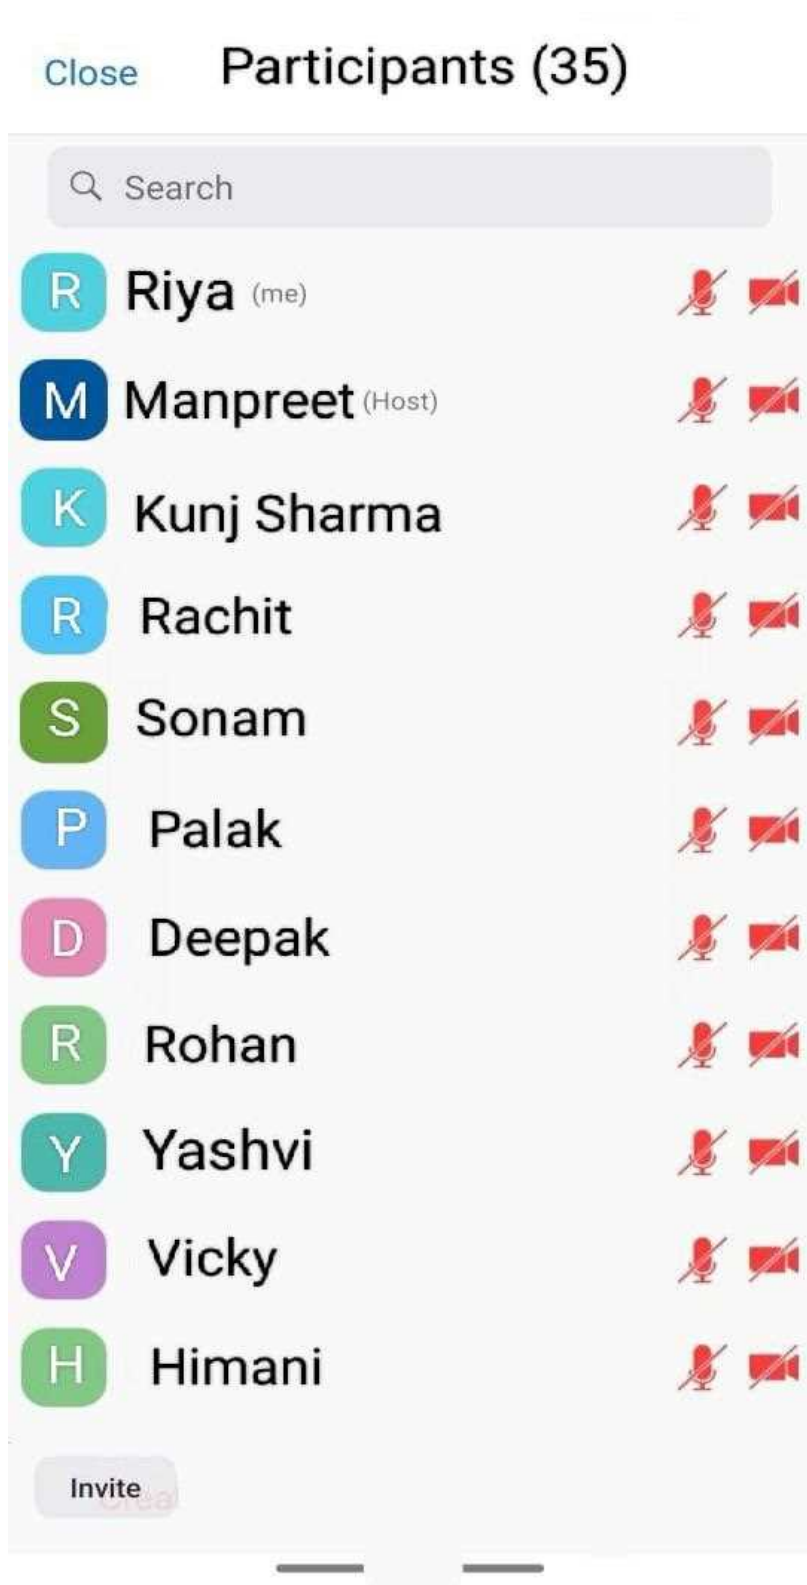 Close Participants (35)
Search
R Riya (me)
M Manpreet (Host)
K Kunj Sharma
R Rachit
S Sonam
P Palak
D Deepak
R Rohan
Y Yashvi
V Vicky
H Himani
Invite